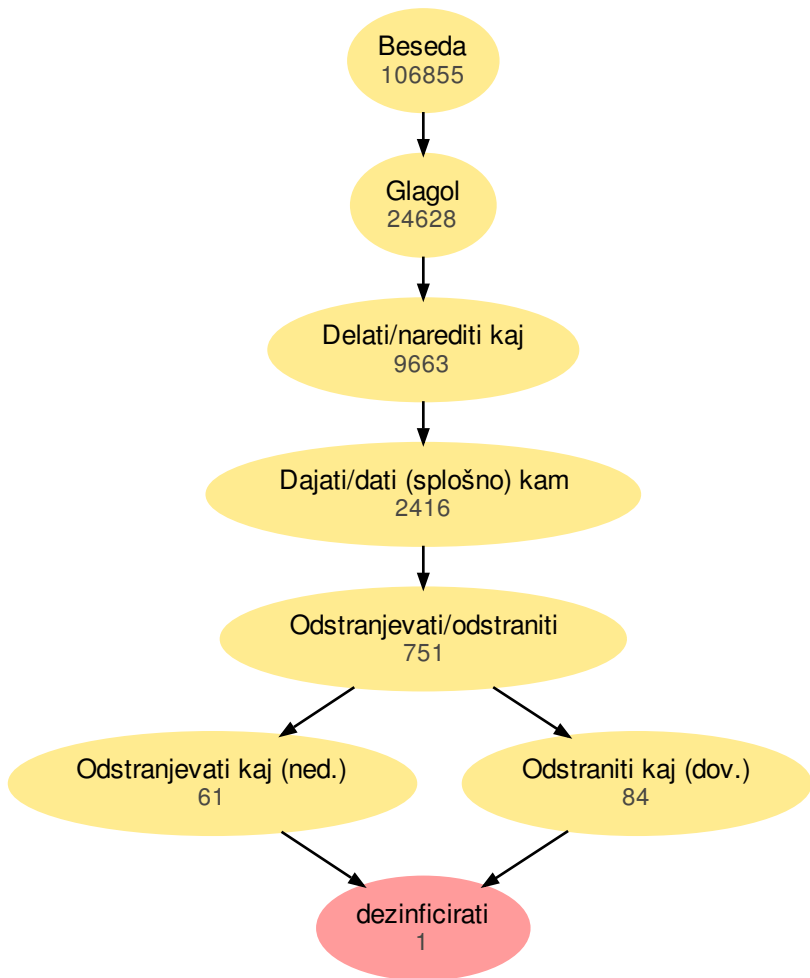 Beseda
106855
Glagol
24628
Delati/narediti kaj
9663
Dajati/dati (splošno) kam
2416
Odstranjevati/odstraniti
751
Odstranjevati kaj (ned.)
61
Odstraniti kaj (dov.)
84
dezinficirati
1